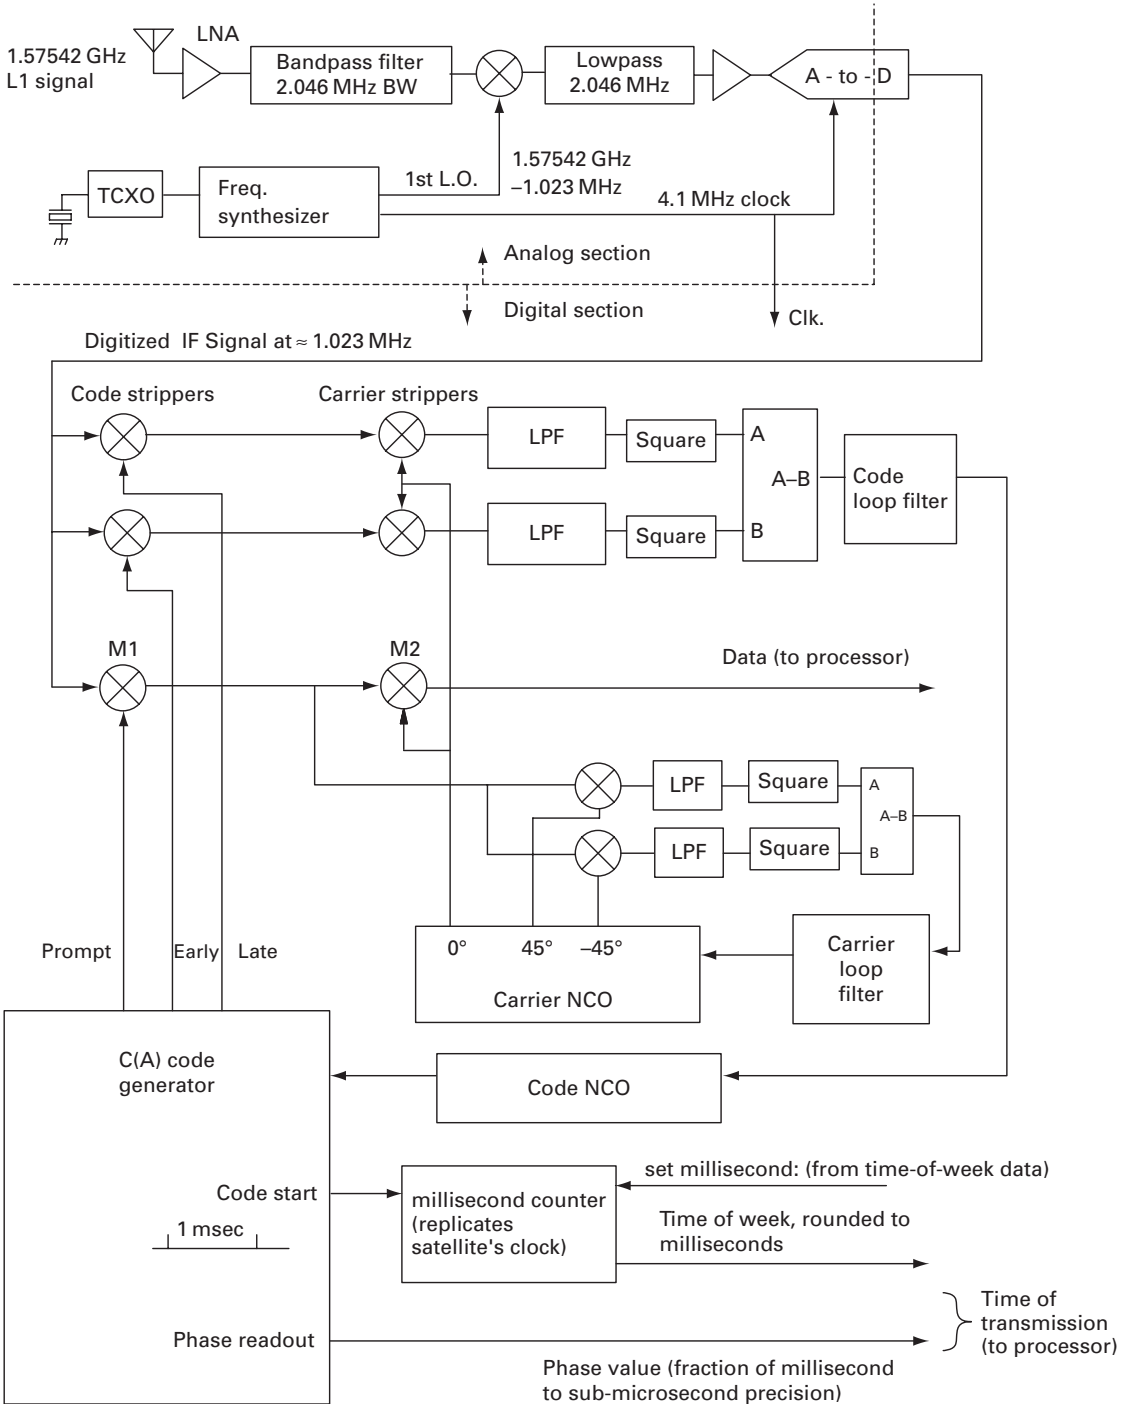 LNA
1.57542 GHz
L1 signal
Bandpass filter
2.046 MHz BW
Lowpass
2.046 MHz
A - to - D
TCXO
Freq.
synthesizer
1st L.O.
1.57542 GHz
–1.023 MHz
4.1 MHz clock
Analog section
Digital section
Clk.
Digitized IF Signal at ≈ 1.023 MHz
Code strippers
Carrier strippers
LPF
Square
A
A–B
B
Code
loop filter
LPF
Square
M1
M2
Data (to processor)
LPF
Square
A
A–B
B
LPF
Square
Prompt
Early
Late
0°
45°
–45°
Carrier NCO
Carrier
loop
filter
C(A) code
generator
Code NCO
Code start
1 msec
millisecond counter
(replicates
satellite's clock)
set millisecond: (from time-of-week data)
Time of week, rounded to
milliseconds
Phase readout
Phase value (fraction of millisecond
to sub-microsecond precision)
Time of
transmission
(to processor)